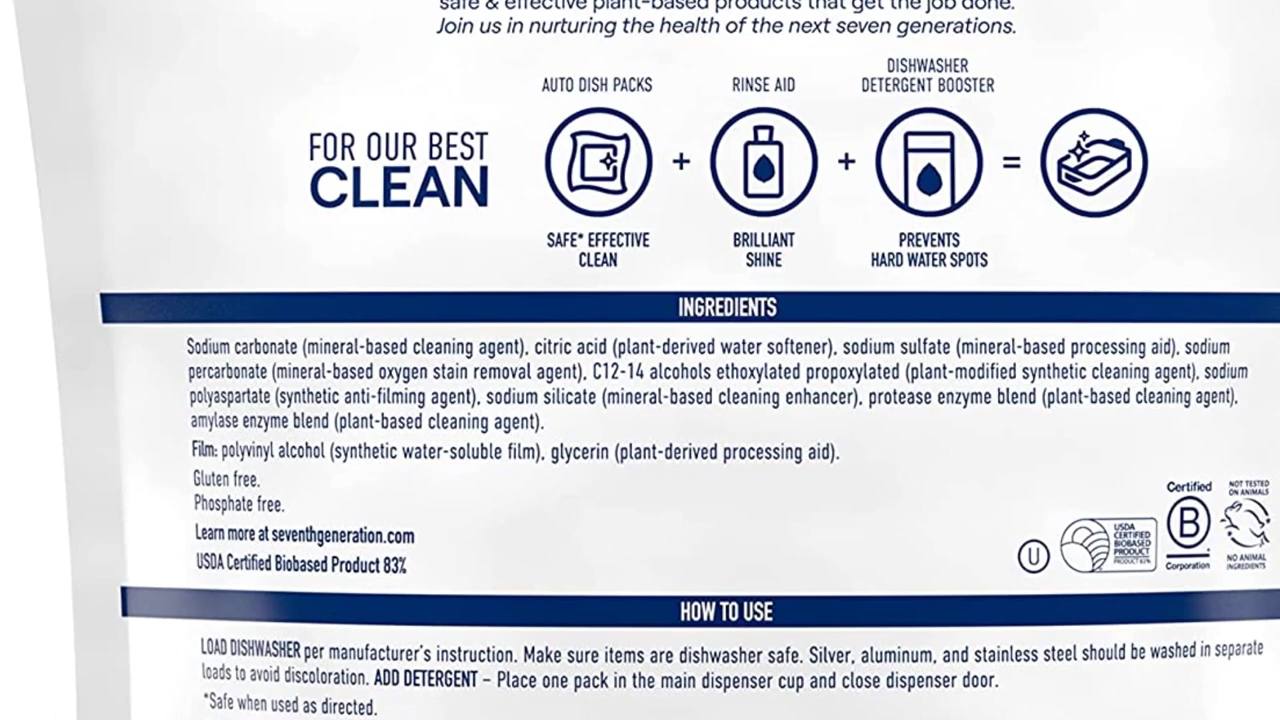 safe & effective plant-based products that get the job done.
Join us in nurturing the health of the next seven generations.
FOR OUR BEST
CLEAN
AUTO DISH PACKS
RINSE AID
DISHWASHER
DETERGENT BOOSTER
+
+
=
SAFE* EFFECTIVE
CLEAN
BRILLIANT
SHINE
PREVENTS
HARD WATER SPOTS
INGREDIENTS
Sodium carbonate (mineral-based cleaning agent), citric acid (plant-derived water softener), sodium sulfate (mineral-based processing aid), sodium
percarbonate (mineral-based oxygen stain removal agent), C12-14 alcohols ethoxylated propoxylated (plant-modified synthetic cleaning agent), sodium
polyaspartate (synthetic anti-filming agent), sodium silicate (mineral-based cleaning enhancer), protease enzyme blend (plant-based cleaning agent),
amylase enzyme blend (plant-based cleaning agent).
Film: polyvinyl alcohol (synthetic water-soluble film), glycerin (plant-derived processing aid).
Gluten free.
Phosphate free.
Learn more at seventhgeneration.com
USDA Certified Biobased Product 83%
U
USDA
CERTIFIED
BIOBASED
PRODUCT
PRODUCT 83%
Certified
B
Corporation
NOT TESTED
ON ANIMALS
NO ANIMAL
INGREDIENTS
HOW TO USE
LOAD DISHWASHER per manufacturer's instruction. Make sure items are dishwasher safe. Silver, aluminum, and stainless steel should be washed in separate
loads to avoid discoloration. ADD DETERGENT – Place one pack in the main dispenser cup and close dispenser door.
*Safe when used as directed.